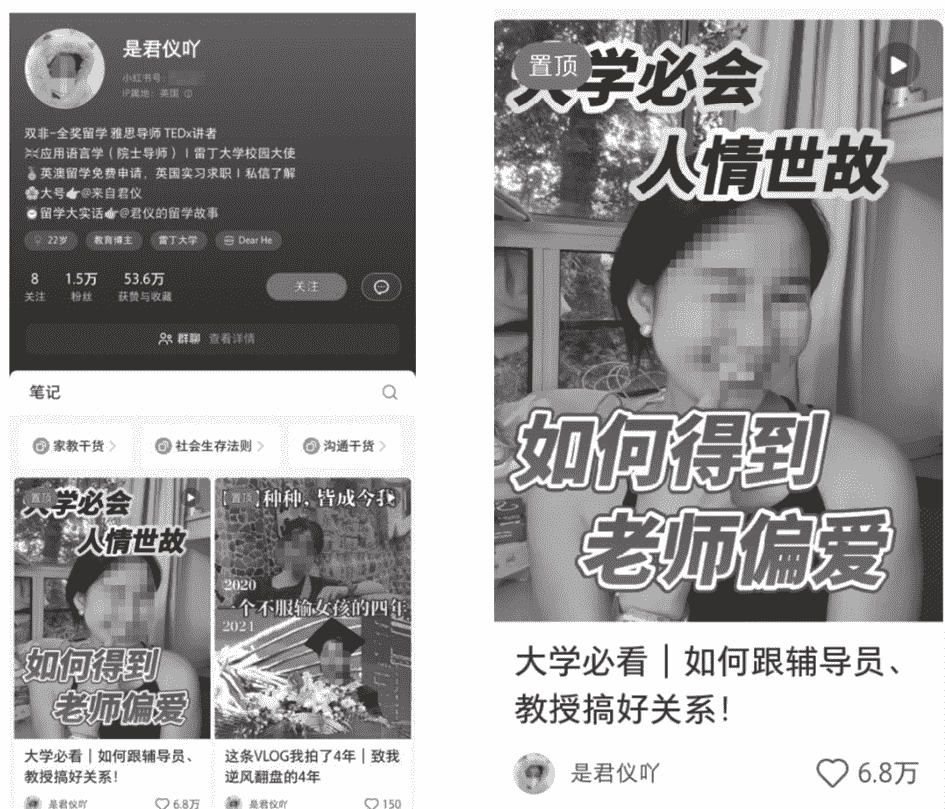 是君仪吖
小红书号:
IP属地：英国
双非-全奖留学 雅思导师 TEDx讲者
应用语言学（院士导师）丨雷丁大学校园大使
英澳留学免费申请，英国实习求职丨私信了解
大号👉@来自君仪
留学大实话👉@君仪的留学故事
22岁 教育博主 雷丁大学 Dear He
8 1.5万 53.6万
关注 粉丝 获赞与收藏
关注
群聊 查看详情
笔记
家教干货 社会生存法则 沟通干货
置顶
大学必会
人情世故
如何得到
老师偏爱
大学必看｜如何跟辅导员、
教授搞好关系！
是君仪吖 6.8万
置顶
种种，皆成今我
2020
一个不服输女孩的四年
2021
这条VLOG我拍了4年｜致我
逆风翻盘的4年
是君仪吖 150
置顶
大学必会
人情世故
如何得到
老师偏爱
大学必看｜如何跟辅导员、
教授搞好关系！
是君仪吖 6.8万